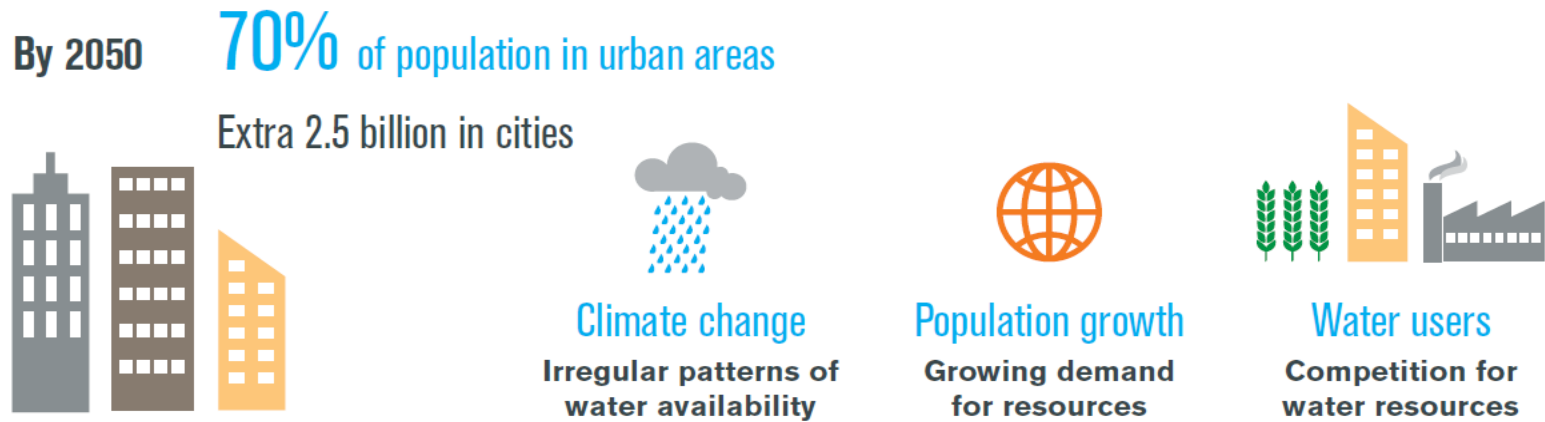 By 2050 70% of population in urban areas
Extra 2.5 billion in cities
Climate change
Irregular patterns of
water availability
Population growth
Growing demand
for resources
Water users
Competition for
water resources